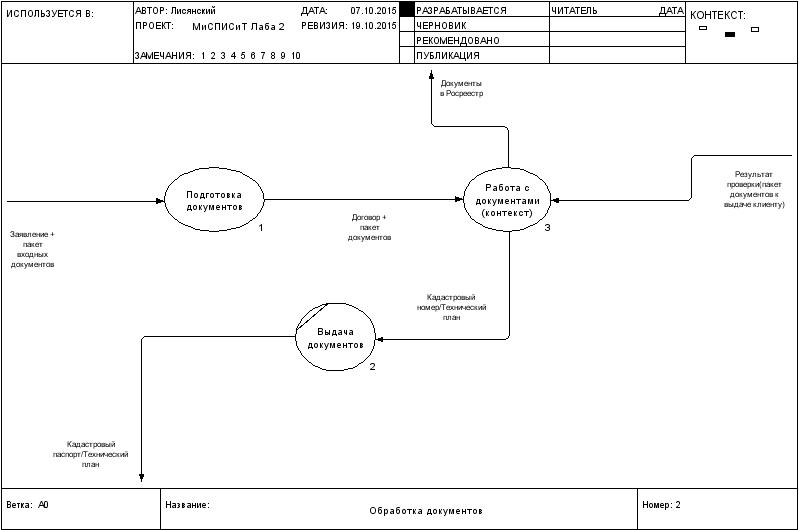 ИСПОЛЬЗУЕТСЯ В:
АВТОР: Лисянский
ДАТА: 07.10.2015
ПРОЕКТ: МиСПИСиТ Лаба 2
РЕВИЗИЯ: 19.10.2015
ЗАМЕЧАНИЯ: 1 2 3 4 5 6 7 8 9 10
РАЗРАБАТЫВАЕТСЯ
ЧЕРНОВИК
РЕКОМЕНДОВАНО
ПУБЛИКАЦИЯ
ЧИТАТЕЛЬ
ДАТА
КОНТЕКСТ:
Документы
в Росреестр
Результат
проверки(пакет
документов к
выдаче клиенту)
Подготовка
документов
1
Работа с
документами
(контекст)
3
Договор +
пакет
документов
Заявление +
пакет
входных
документов
Кадастровый
номер/Технический
план
Выдача
документов
2
Кадастровый
паспорт/Технический
план
Ветка: A0
Название:
Обработка документов
Номер: 2